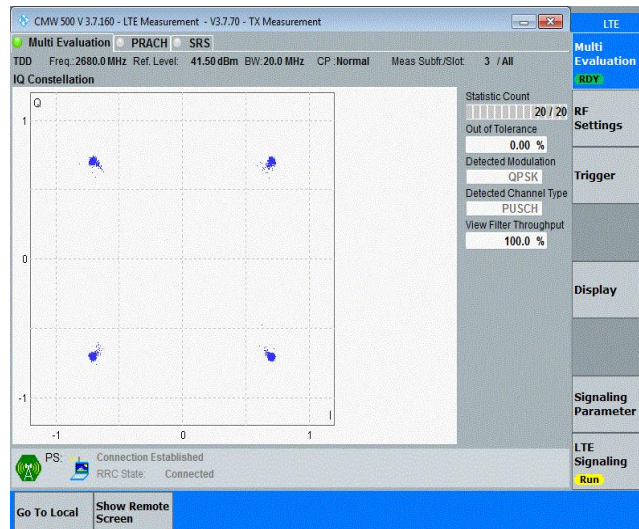 CMW 500 V 3.7.160 - LTE Measurement - V3.7.70 - TX Measurement
LTE
Multi Evaluation PRACH SRS
TDD Freq.: 2680.0 MHz Ref. Level: 41.50 dBm BW: 20.0 MHz CP : Normal Meas Subfr./Slot: 3 / All
IQ Constellation
Q
1
0
-1
-1 0 1
I
Statistic Count
20 / 20
Out of Tolerance
0.00 %
Detected Modulation
QPSK
Detected Channel Type
PUSCH
View Filter Throughput
100.0 %
Multi
Evaluation
RDY
RF
Settings
Trigger
Display
Signaling
Parameter
LTE
Signaling
Run
PS: Connection Established
RRC State: Connected
Go To Local
Show Remote
Screen